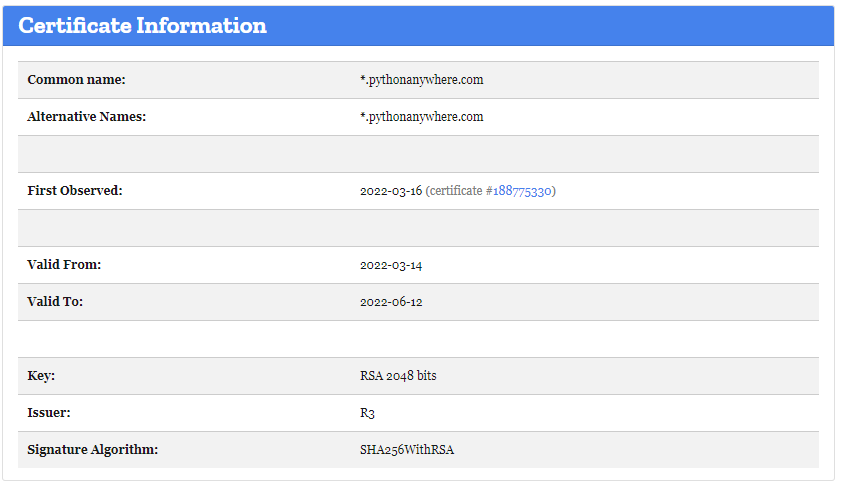 Certificate Information
Common name: *.pythonanywhere.com
Alternative Names: *.pythonanywhere.com
First Observed: 2022-03-16 (certificate #188775330)
Valid From: 2022-03-14
Valid To: 2022-06-12
Key: RSA 2048 bits
Issuer: R3
Signature Algorithm: SHA256WithRSA